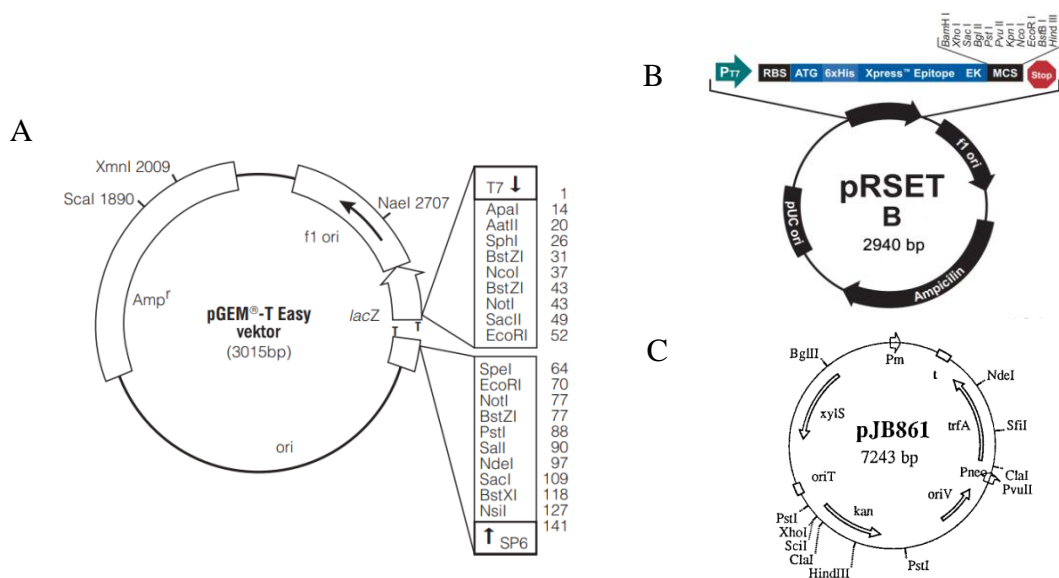 A
XmnI 2009
ScaI 1890
NaeI 2707
f1 ori
Ampʳ
pGEM®-T Easy
vektor
(3015bp)
lacZ
T T
ori
T7 ↓
1
ApaI 14
AatII 20
SphI 26
BstZI 31
NcoI 37
BstZI 43
NotI 43
SacII 49
EcoRI 52
SpeI 64
EcoRI 70
NotI 77
BstZI 77
PstI 88
SalI 90
NdeI 97
SacI 109
BstXI 118
NsiI 127
141
↑ SP6
B
BamH I
Xho I
Sac I
Bgl II
Pst I
Pvu II
Kpn I
Nco I
EcoR I
BstB I
Hind III
PT7 RBS ATG 6xHis Xpress™ Epitope EK MCS Stop
f1 ori
pUC ori
pRSET
B
2940 bp
Ampicilin
C
BglII
Pm
t
NdeI
xylS
trfA
SfiI
pJB861
7243 bp
oriT
Pneo
ClaI
PvuII
oriV
kan
PstI
XhoI
SciI
ClaI
HindIII
PstI